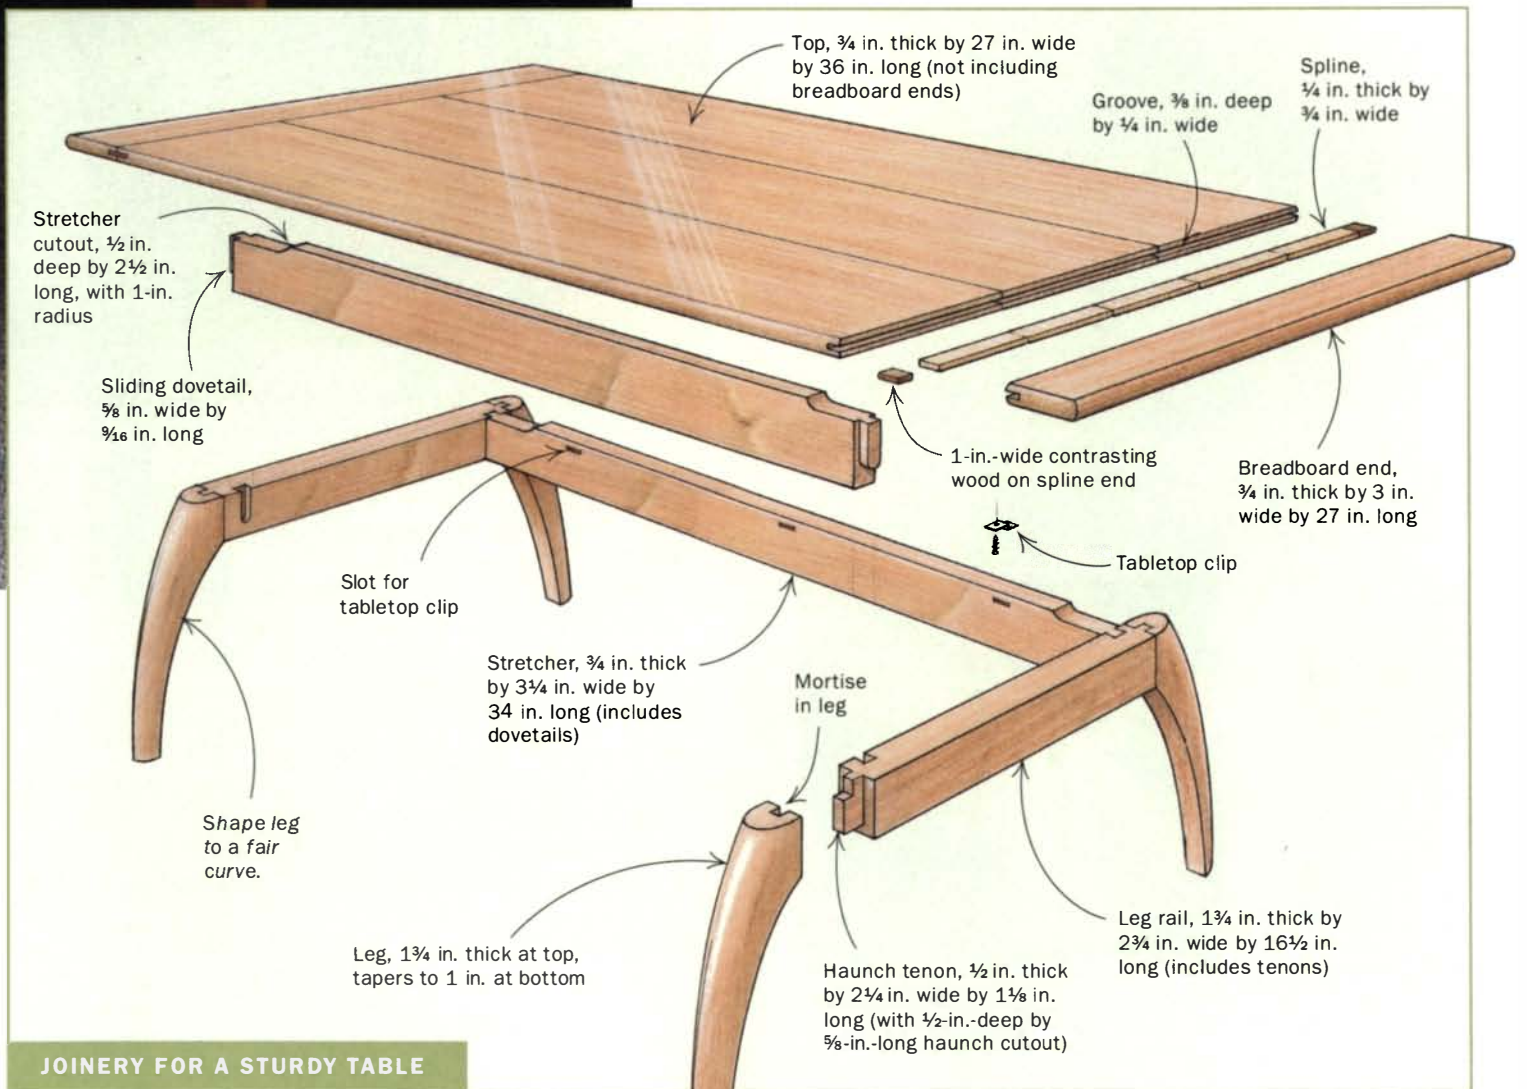 Top, ¾ in. thick by 27 in. wide
by 36 in. long (not including
breadboard ends)
Spline,
¼ in. thick by
¾ in. wide
Groove, ⅜ in. deep
by ¼ in. wide
Stretcher
cutout, ½ in.
deep by 2½ in.
long, with 1-in.
radius
Sliding dovetail,
⅝ in. wide by
9⁄16 in. long
1-in.-wide contrasting
wood on spline end
Breadboard end,
¾ in. thick by 3 in.
wide by 27 in. long
Tabletop clip
Slot for
tabletop clip
Stretcher, ¾ in. thick
by 3¼ in. wide by
34 in. long (includes
dovetails)
Mortise
in leg
Shape leg
to a fair
curve.
Leg, 1¾ in. thick at top,
tapers to 1 in. at bottom
Haunch tenon, ½ in. thick
by 2¼ in. wide by 1⅛ in.
long (with ½-in.-deep by
⅝-in.-long haunch cutout)
Leg rail, 1¾ in. thick by
2¾ in. wide by 16½ in.
long (includes tenons)
JOINERY FOR A STURDY TABLE